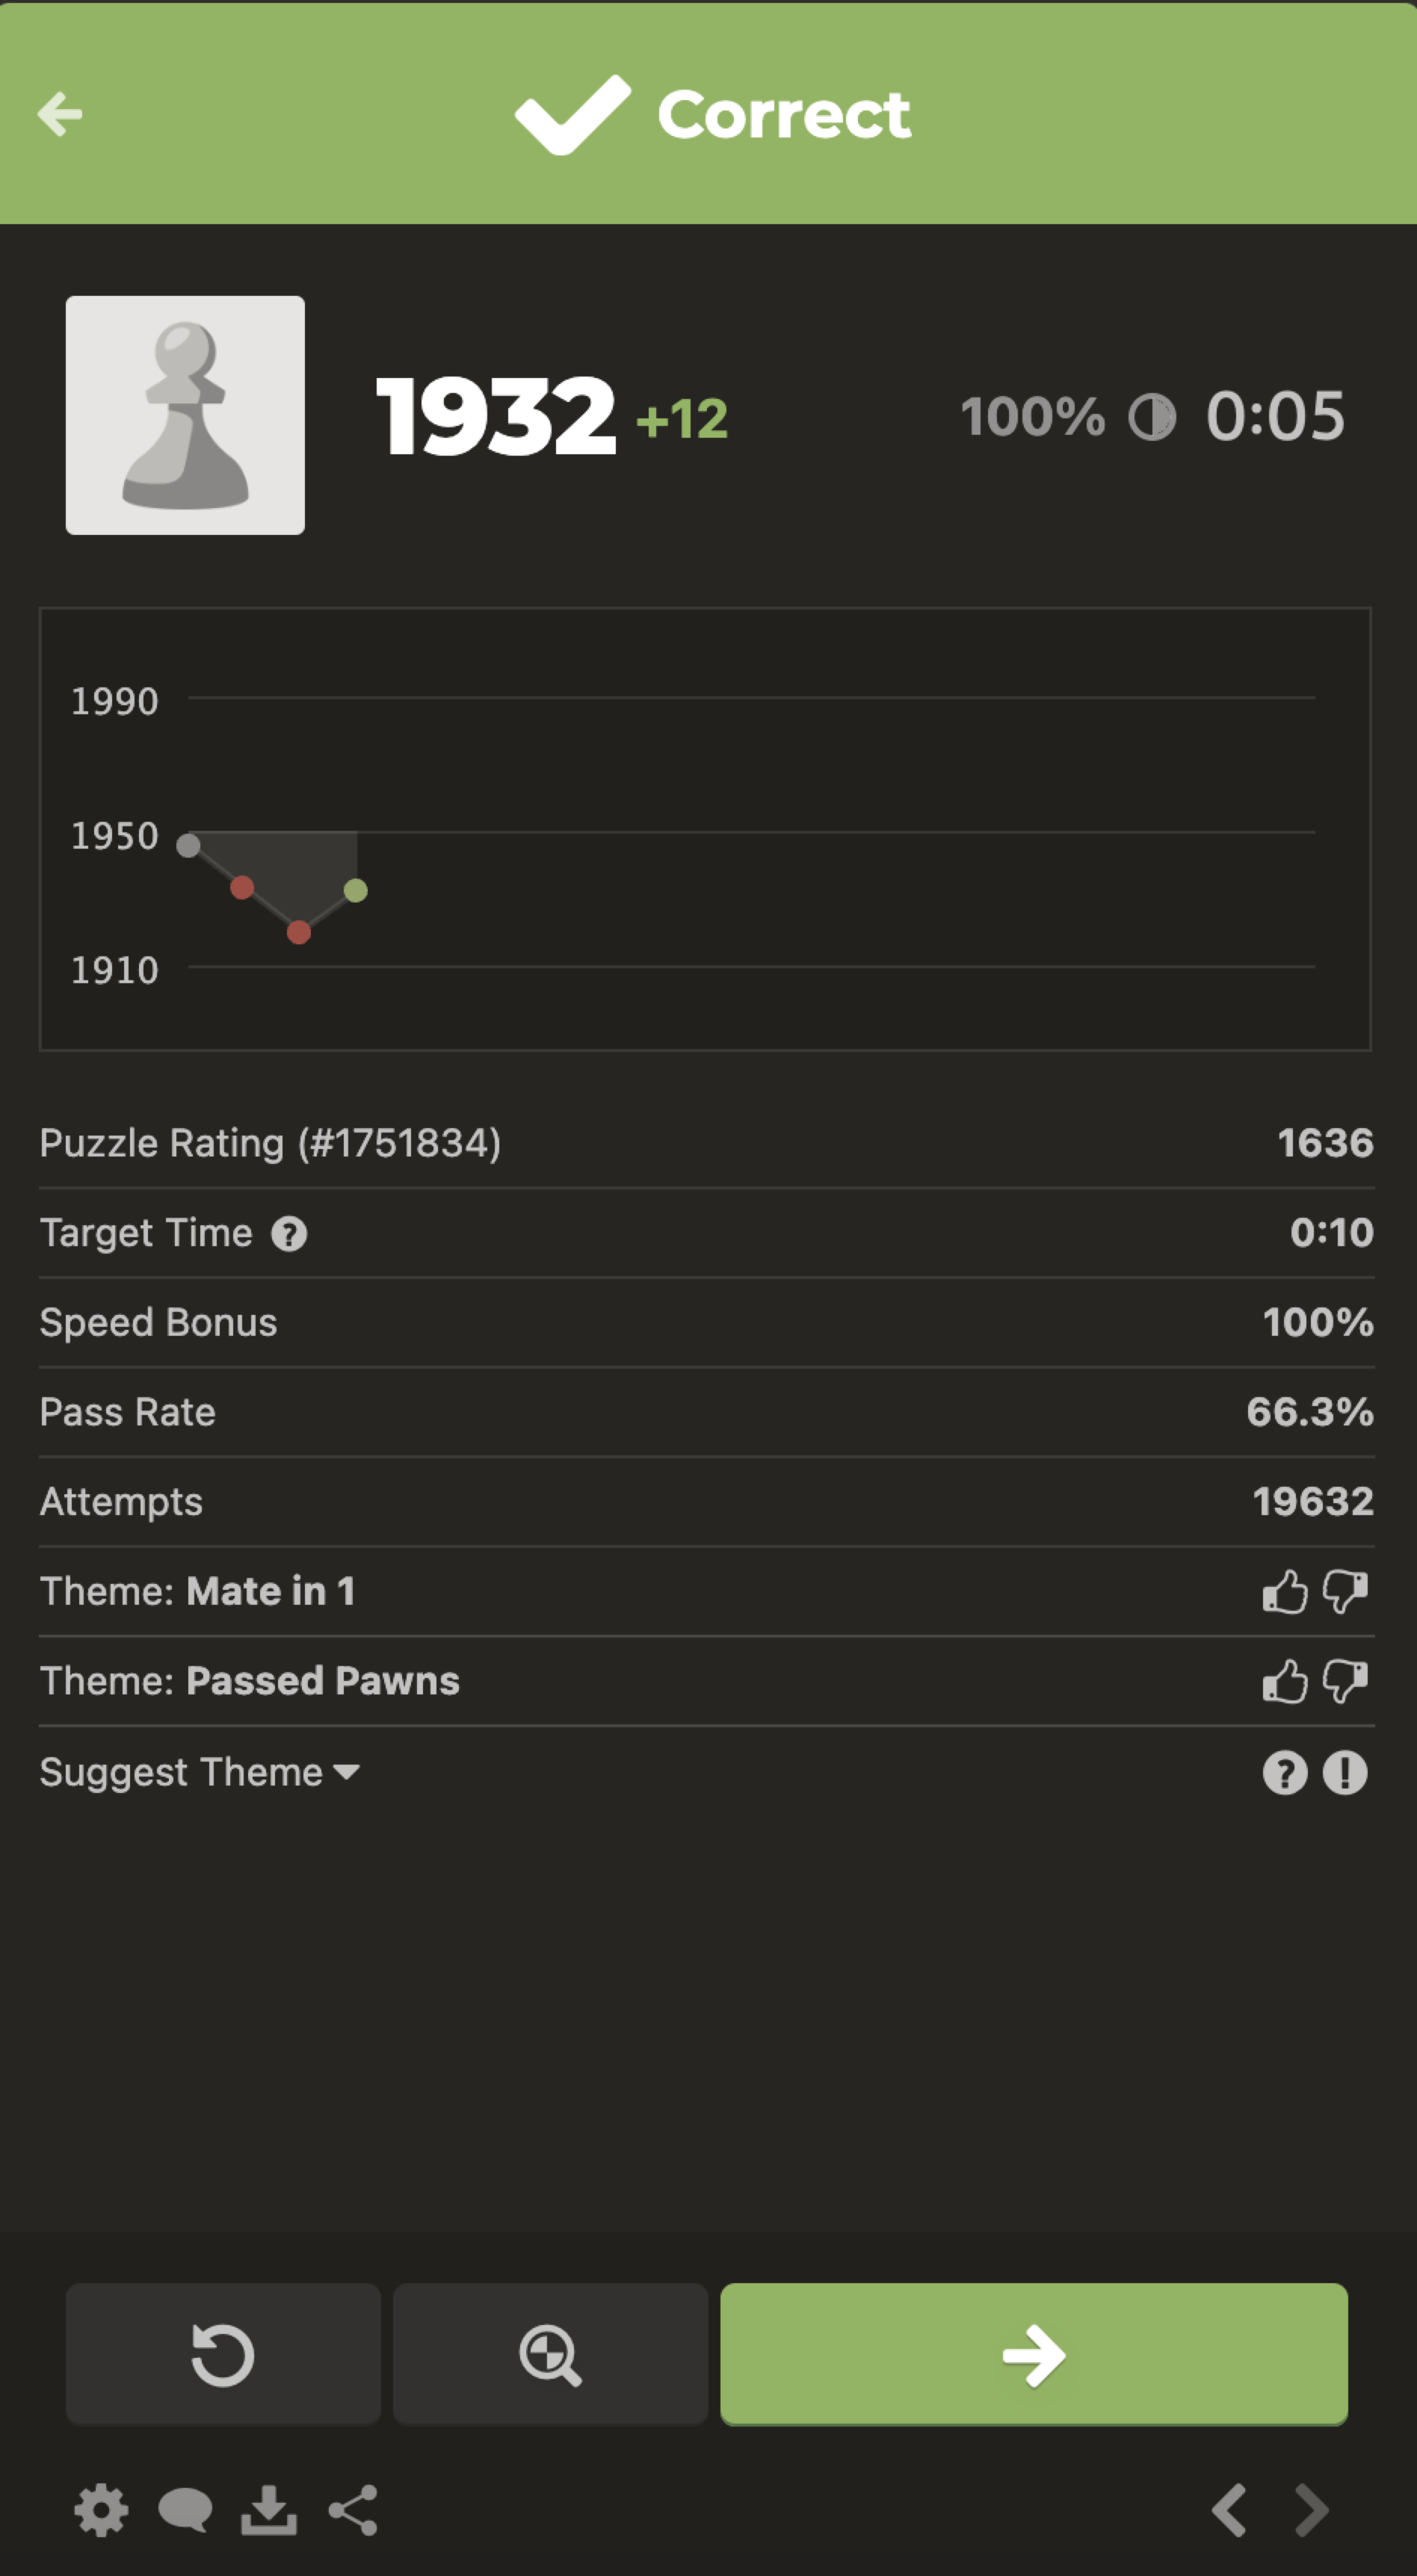 Correct
1932 +12 100% 0:05
1990
1950
1910
Puzzle Rating (#1751834) 1636
Target Time ? 0:10
Speed Bonus 100%
Pass Rate 66.3%
Attempts 19632
Theme: Mate in 1
Theme: Passed Pawns
Suggest Theme ? !